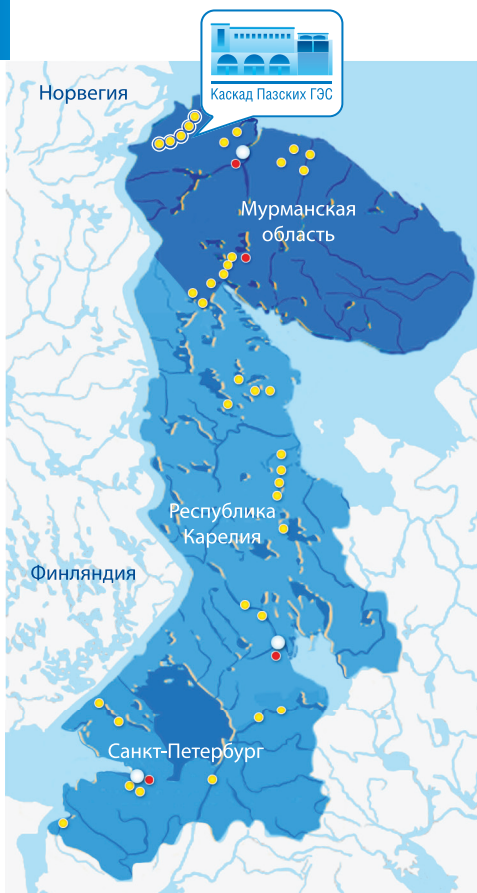 Каскад Пазских ГЭС
Норвегия
Мурманская
область
Республика
Карелия
Финляндия
Санкт-Петербург